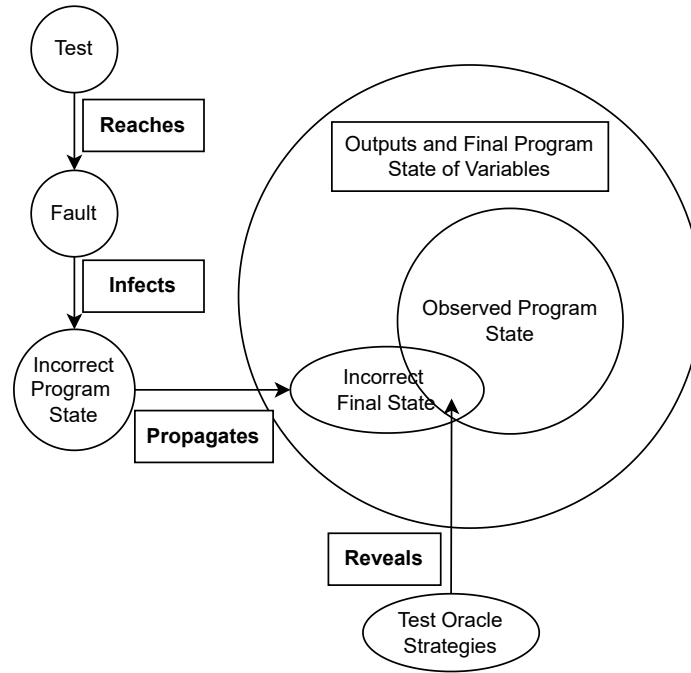 Test
Reaches
Outputs and Final Program
State of Variables
Fault
Infects
Observed Program
State
Incorrect
Program
State
Incorrect
Final State
Propagates
Reveals
Test Oracle
Strategies